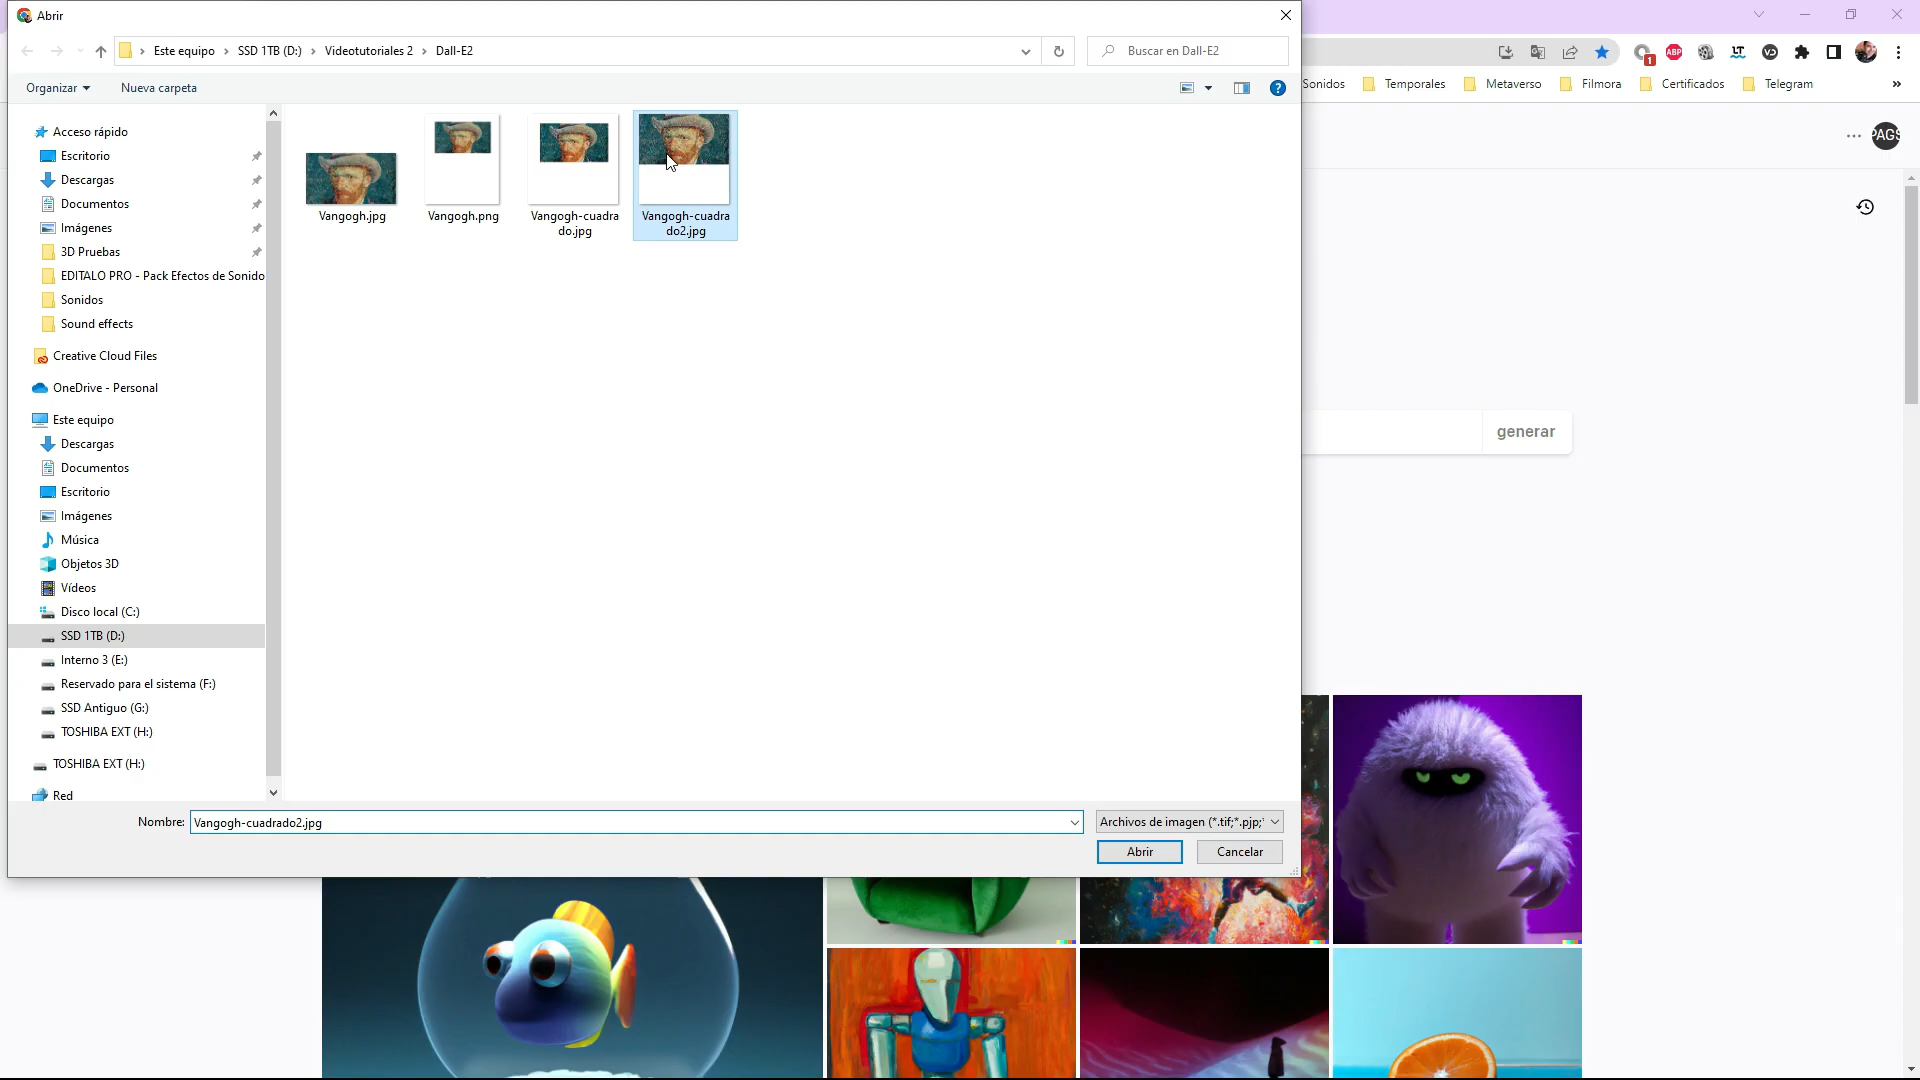 Abrir
Este equipo > SSD 1TB (D:) > Videotutoriales 2 > Dall-E2
Buscar en Dall-E2
Organizar
Nueva carpeta
Sonidos
Temporales
Metaverso
Filmora
Certificados
Telegram
»
1
ABP
LT
PAGS
Acceso rápido
Escritorio
Descargas
Documentos
Imágenes
3D Pruebas
EDITALO PRO - Pack Efectos de Sonido
Sonidos
Sound effects
Creative Cloud Files
OneDrive - Personal
Este equipo
Descargas
Documentos
Escritorio
Imágenes
Música
Objetos 3D
Vídeos
Disco local (C:)
SSD 1TB (D:)
Interno 3 (E:)
Reservado para el sistema (F:)
SSD Antiguo (G:)
TOSHIBA EXT (H:)
TOSHIBA EXT (H:)
Red
Vangogh.jpg
Vangogh.png
Vangogh-cuadra
do.jpg
Vangogh-cuadra
do2.jpg
generar
Nombre:
Vangogh-cuadrado2.jpg
Archivos de imagen (*.tif;*.pjp;*
Abrir
Cancelar